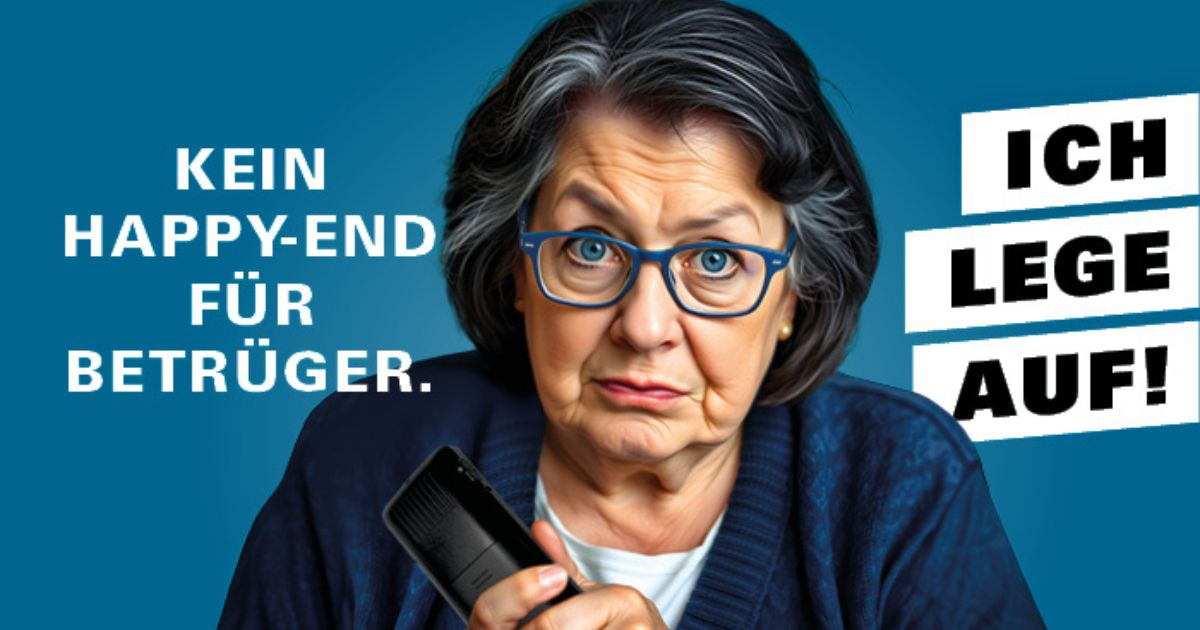 KEIN
HAPPY-END
FÜR
BETRÜGER.
ICH
LEGE
AUF!